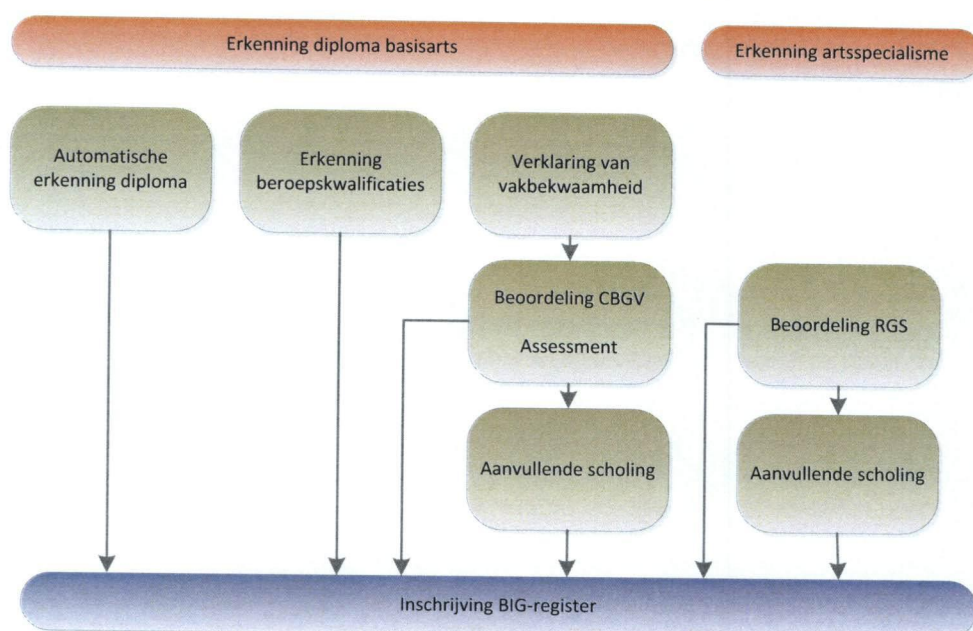 Erkenning diploma basisarts
Erkenning artsspecialisme
Automatische
erkenning diploma
Erkenning
beroepskwalificaties
Verklaring van
vakbekwaamheid
Beoordeling CBGV
Assessment
Beoordeling RGS
Aanvullende scholing
Aanvullende scholing
Inschrijving BIG-register